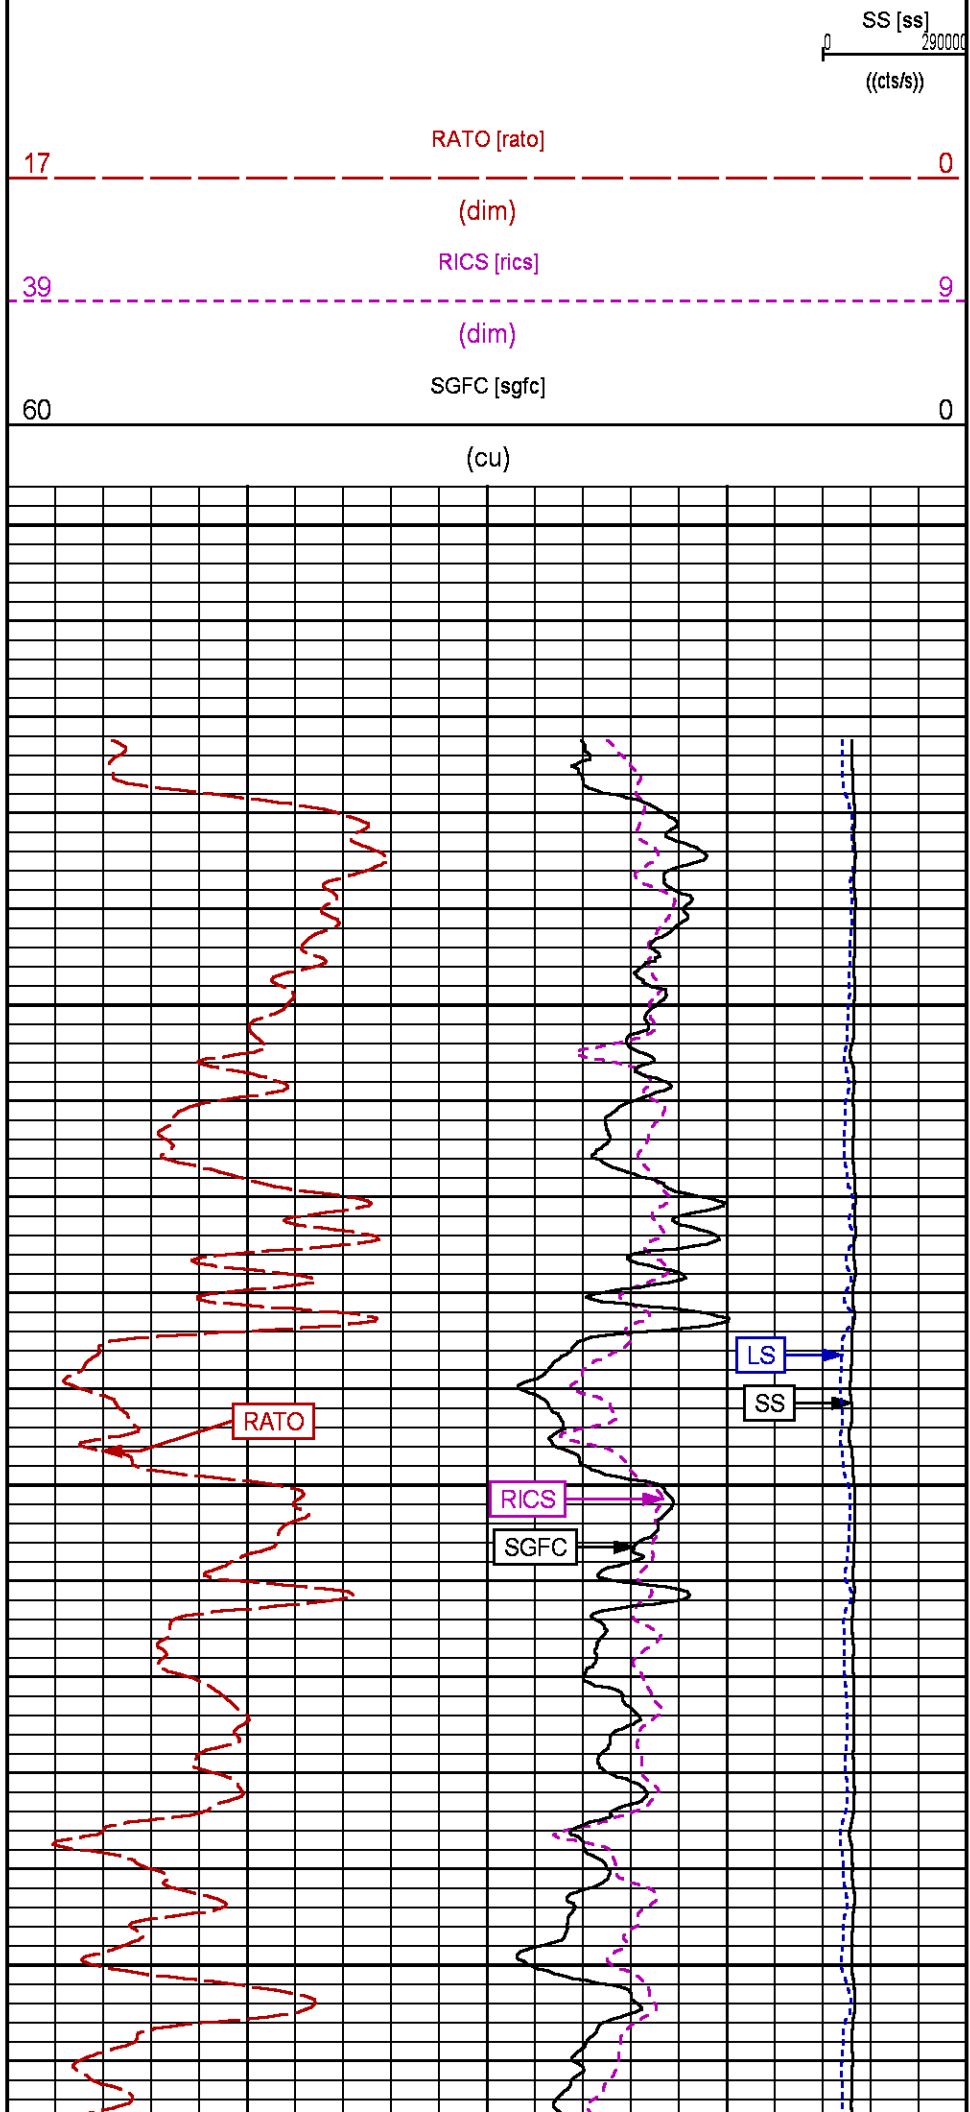 SS [ss]
0 290000
((cts/s))
RATO [rato]
17 0
(dim)
RICS [rics]
39 9
(dim)
SGFC [sgfc]
60 0
(cu)
LS
SS
RATO
RICS
SGFC